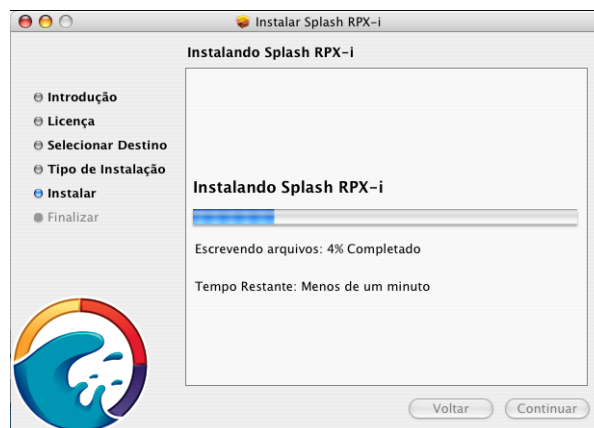 Instalar Splash RPX-i
Instalando Splash RPX-i
Introdução
Licença
Selecionar Destino
Tipo de Instalação
Instalar
Finalizar
Instalando Splash RPX-i
Escrevendo arquivos: 4% Completado
Tempo Restante: Menos de um minuto
Voltar
Continuar